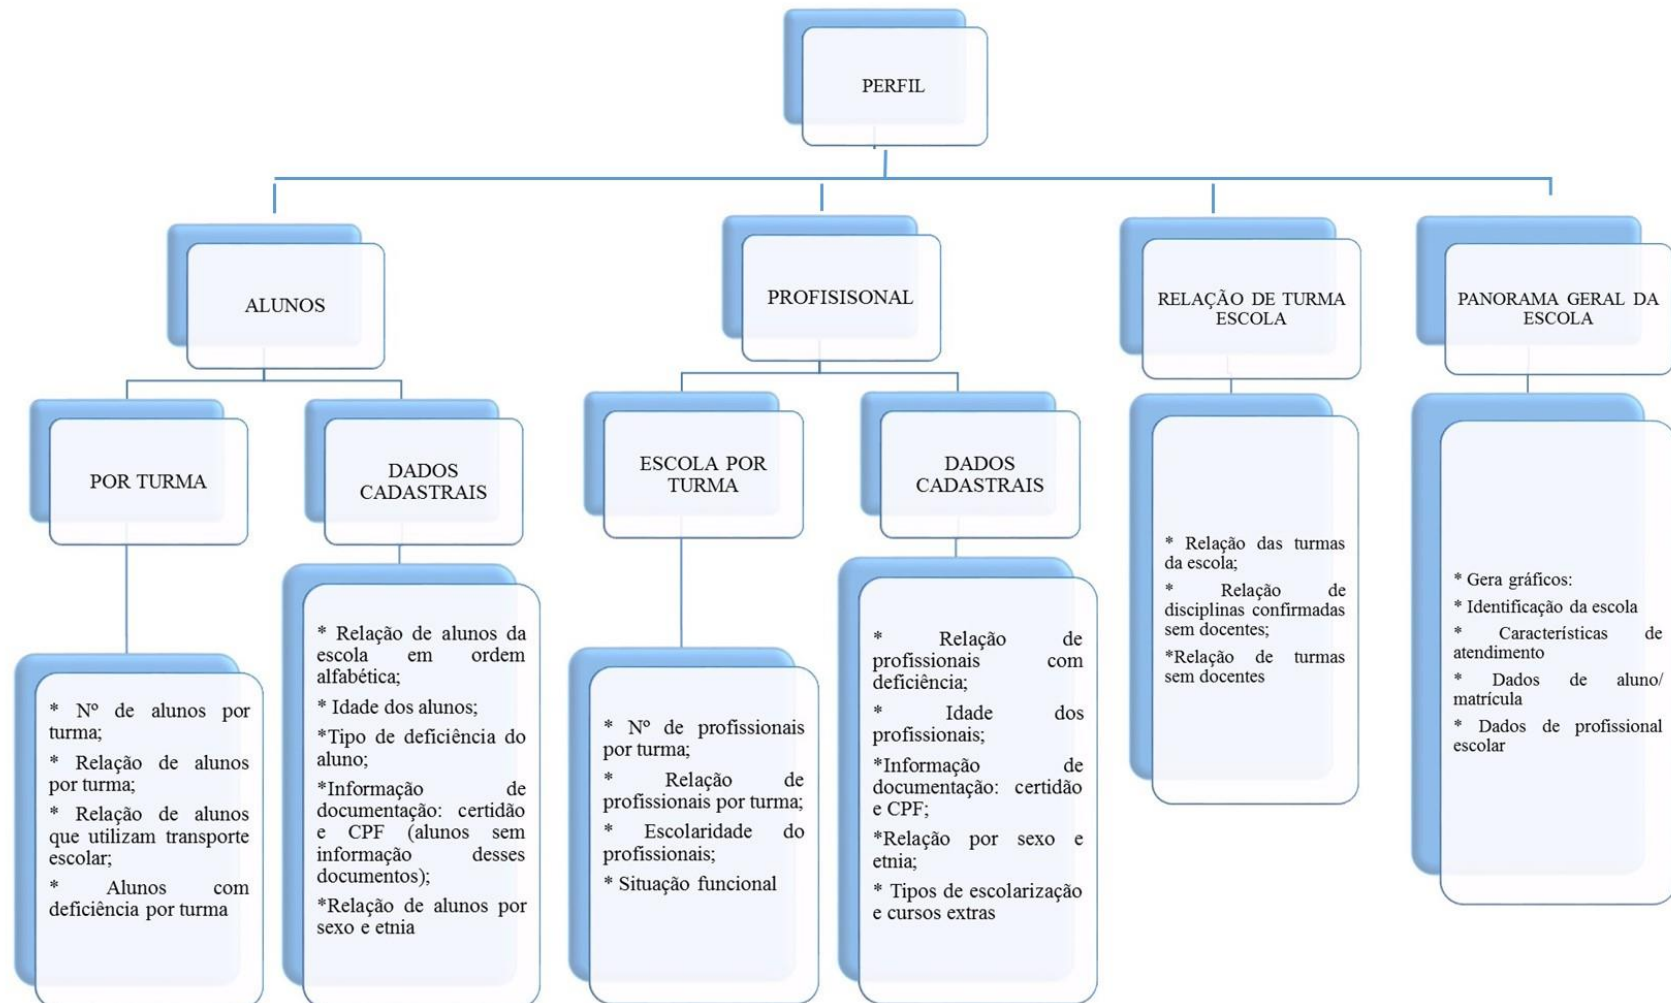 PERFIL
ALUNOS
PROFISISONAL
RELAÇÃO DE TURMA
ESCOLA
PANORAMA GERAL DA
ESCOLA
POR TURMA
DADOS
CADASTRAIS
ESCOLA POR
TURMA
DADOS
CADASTRAIS
* Nº de alunos por
turma;
* Relação de alunos
por turma;
* Relação de alunos
que utilizam transporte
escolar;
* Alunos com
deficiência por turma
* Relação de alunos da
escola em ordem
alfabética;
* Idade dos alunos;
*Tipo de deficiência do
aluno;
*Informação de
documentação: certidão
e CPF (alunos sem
informação desses
documentos);
*Relação de alunos por
sexo e etnia
* Nº de profissionais
por turma;
* Relação de
profissionais por turma;
* Escolaridade do
profissionais;
* Situação funcional
* Relação de
profissionais com
deficiência;
* Idade dos
profissionais;
*Informação de
documentação: certidão
e CPF;
*Relação por sexo e
etnia;
* Tipos de escolarização
e cursos extras
* Relação das turmas
da escola;
* Relação de
disciplinas confirmadas
sem docentes;
*Relação de turmas
sem docentes
* Gera gráficos:
* Identificação da escola
* Características de
atendimento
* Dados de aluno/
matrícula
* Dados de profissional
escolar